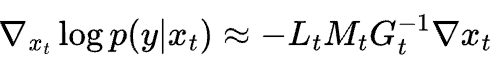 ∇_{x_t} log p(y|x_t) ≈ −L_t M_t G_t^{−1} ∇x_t